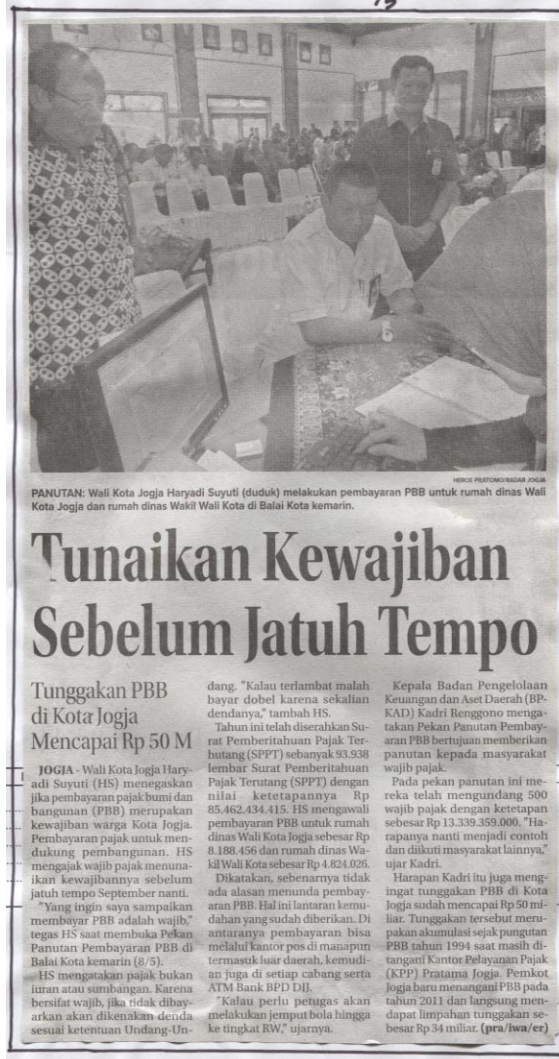 HERGE PRATOMO/RADAR JOGJA
PANUTAN: Wali Kota Jogja Haryadi Suyuti (duduk) melakukan pembayaran PBB untuk rumah dinas Wali
Kota Jogja dan rumah dinas Wakil Wali Kota di Balai Kota kemarin.
Tunaikan Kewajiban
Sebelum Jatuh Tempo
Tunggakan PBB
di Kota Jogja
Mencapai Rp 50 M
JOGJA - Wali Kota Jogja Hary-
adi Suyuti (HS) menegaskan
jika pembayaran pajak bumi dan
bangunan (PBB) merupakan
kewajiban warga Kota Jogja.
Pembayaran pajak untuk men-
dukung pembangunan. HS
mengajak wajib pajak menuna-
ikan kewajibannya sebelum
jatuh tempo September nanti.
"Yang ingin saya sampaikan
membayar PBB adalah wajib,"
tegas HS saat membuka Pekan
Panutan Pembayaran PBB di
Balai Kota kemarin (8/5).
HS mengatakan pajak bukan
iuran atau sumbangan. Karena
bersifat wajib, jika tidak dibay-
arkan akan dikenakan denda
sesuai ketentuan Undang-Un-
dang. "Kalau terlambat malah
bayar dobel karena sekalian
dendanya," tambah HS.
Tahun ini telah diserahkan Su-
rat Pemberitahuan Pajak Ter-
hutang (SPPT) sebanyak 93.938
lembar Surat Pemberitahuan
Pajak Terutang (SPPT) dengan
nilai ketetapannya Rp
85.462.434.415. HS mengawali
pembayaran PBB untuk rumah
dinas Wali Kota Jogja sebesar Rp
8.188.456 dan rumah dinas Wa-
kil Wali Kota sebesar Rp 4.824.026.
Dikatakan, sebenarnya tidak
ada alasan menunda pembay-
aran PBB. Hal ini lantaran kemu-
dahan yang sudah diberikan. Di
antaranya pembayaran bisa
melalui kantor pos di manapun
termasuk luar daerah, kemudi-
an juga di setiap cabang serta
ATM Bank BPD DIJ.
"Kalau perlu petugas akan
melakukan jemput bola hingga
ke tingkat RW," ujarnya.
Kepala Badan Pengelolaan
Keuangan dan Aset Daerah (BP-
KAD) Kadri Renggono menga-
takan Pekan Panutan Pembay-
aran PBB bertujuan memberikan
panutan kepada masyarakat
wajib pajak.
Pada pekan panutan ini me-
reka telah mengundang 500
wajib pajak dengan ketetapan
sebesar Rp 13.339.359.000. "Ha-
rapanya nanti menjadi contoh
dan diikuti masyarakat lainnya,"
ujar Kadri.
Harapan Kadri itu juga mengi-
ingat tunggakan PBB di Kota
Jogja sudah mencapai Rp 50 mi-
liar. Tunggakan tersebut meru-
pakan akumulasi sejak pungutan
PBB tahun 1994 saat masih di-
tangani Kantor Pelayanan Pajak
(KPP) Pratama Jogja. Pemkot
Jogja baru menangani PBB pada
tahun 2011 dan langsung men-
dapat limpahan tunggakan se-
besar Rp 34 miliar. (pra/iwa/er)